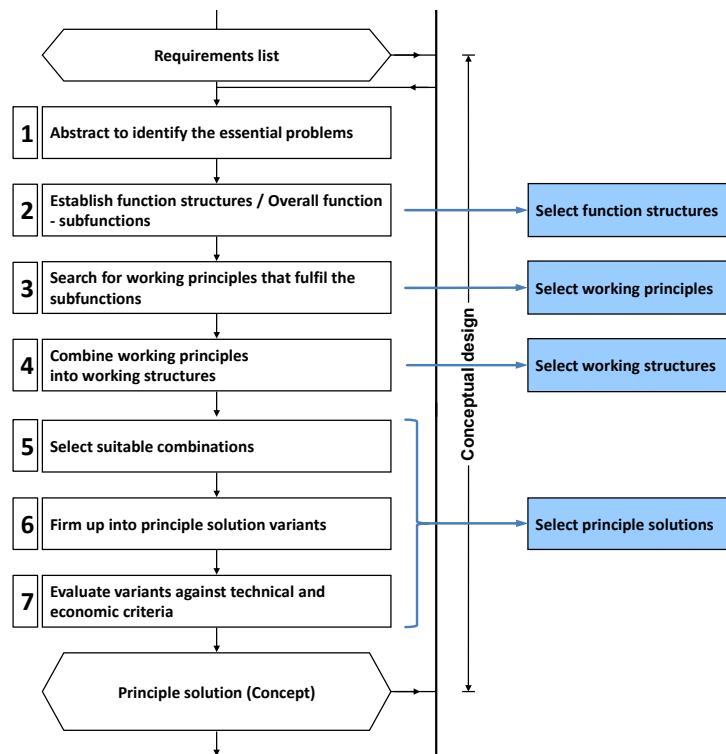 Requirements list
1
Abstract to identify the essential problems
2
Establish function structures / Overall function
- subfunctions
Select function structures
3
Search for working principles that fulfil the
subfunctions
Select working principles
4
Combine working principles
into working structures
Select working structures
Conceptual design
5
Select suitable combinations
6
Firm up into principle solution variants
Select principle solutions
7
Evaluate variants against technical and
economic criteria
Principle solution (Concept)